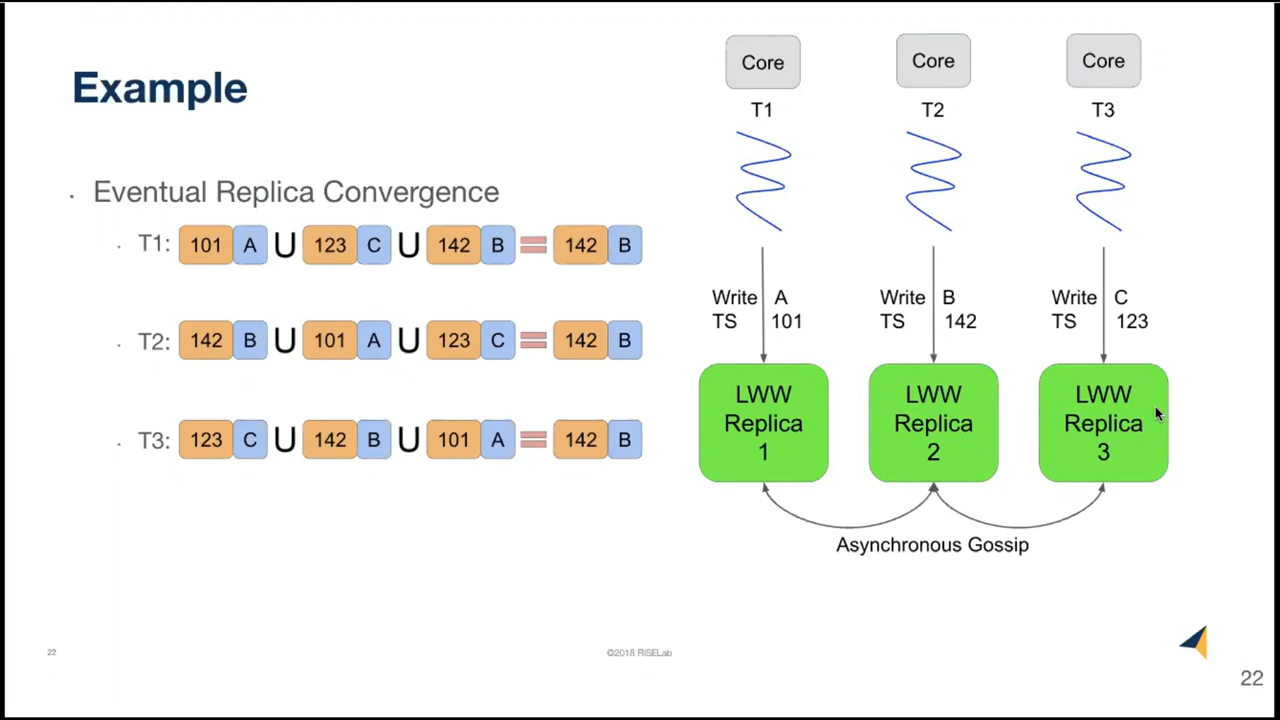 Example
· Eventual Replica Convergence
· T1: 101 A U 123 C U 142 B = 142 B
· T2: 142 B U 101 A U 123 C = 142 B
· T3: 123 C U 142 B U 101 A = 142 B
Core Core Core
T1 T2 T3
Write A Write B Write C
TS 101 TS 142 TS 123
LWW LWW LWW
Replica Replica Replica
1 2 3
Asynchronous Gossip
22 ©2018 RISELab
22